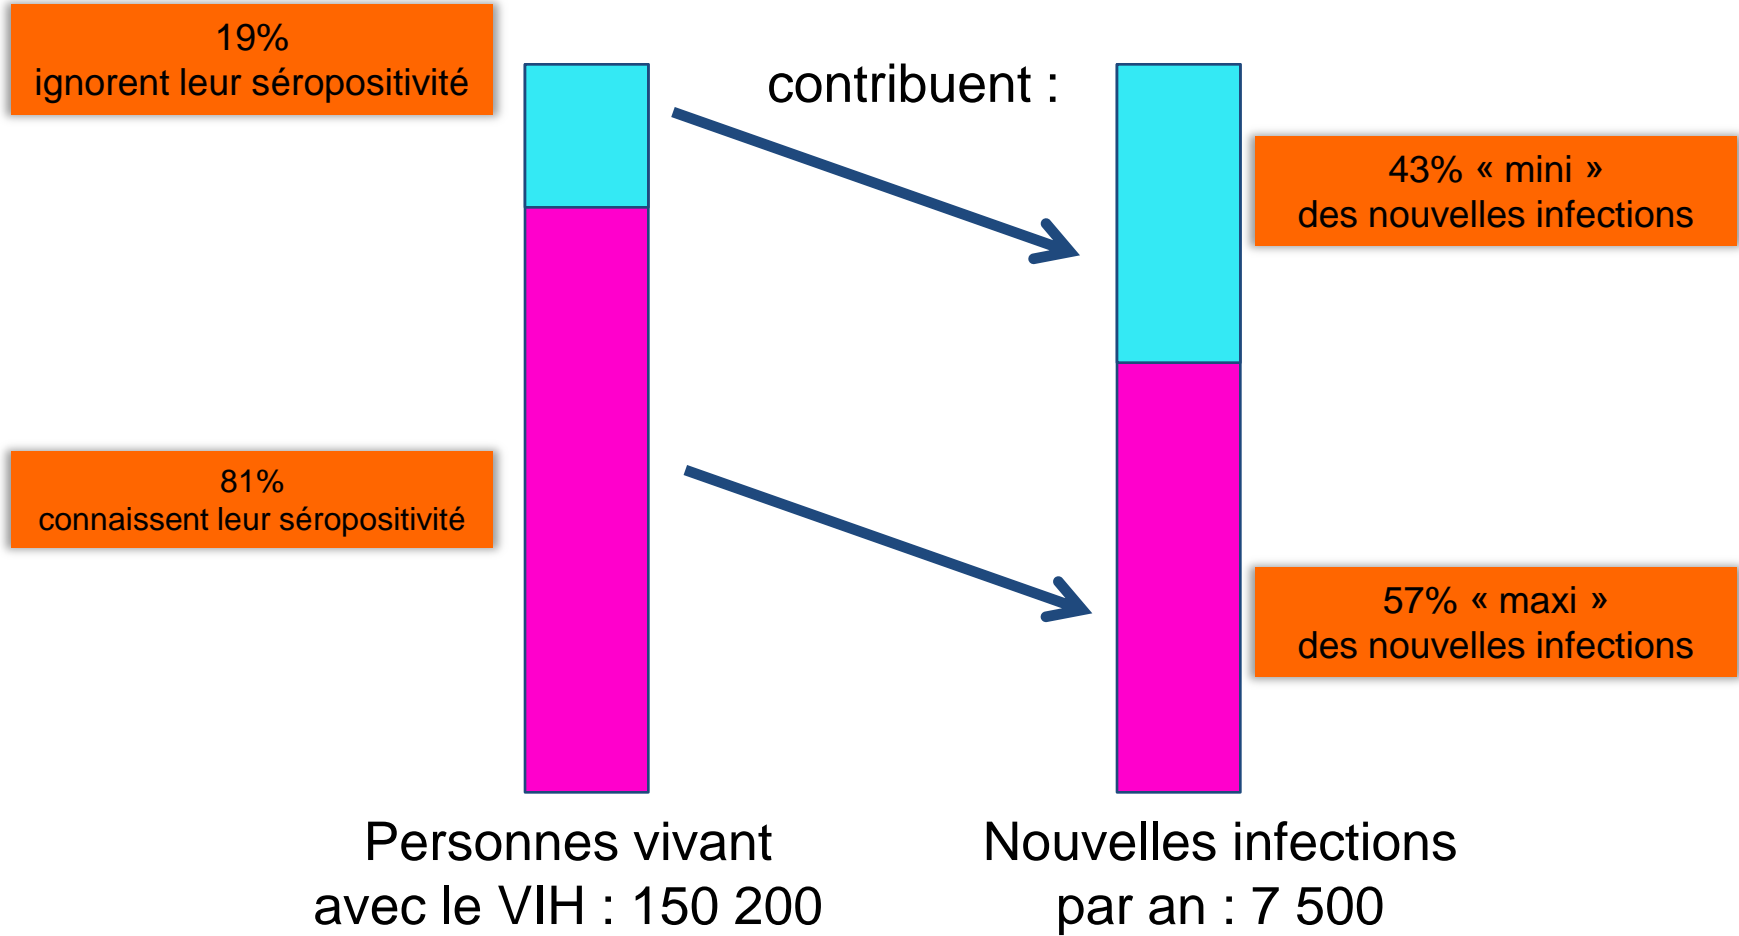 19%
ignorent leur séropositivité
contribuent :
43% « mini »
des nouvelles infections
81%
connaissent leur séropositivité
57% « maxi »
des nouvelles infections
Personnes vivant
avec le VIH : 150 200
Nouvelles infections
par an : 7 500